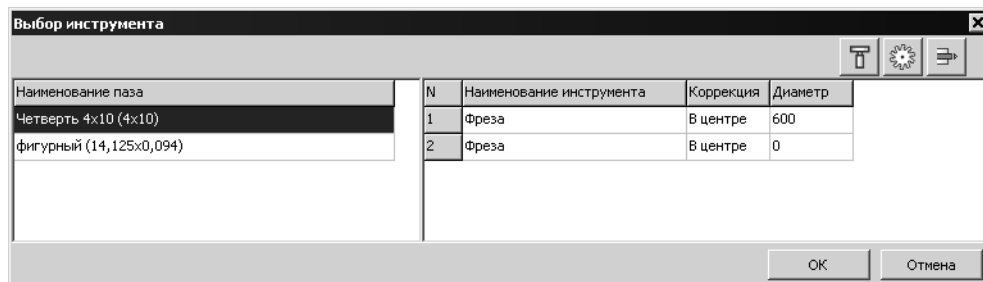 Выбор инструмента
Наименование паза
Четверть 4x10 (4x10)
фигурный (14,125x0,094)
N Наименование инструмента Коррекция Диаметр
1 Фреза В центре 600
2 Фреза В центре 0
ОК Отмена